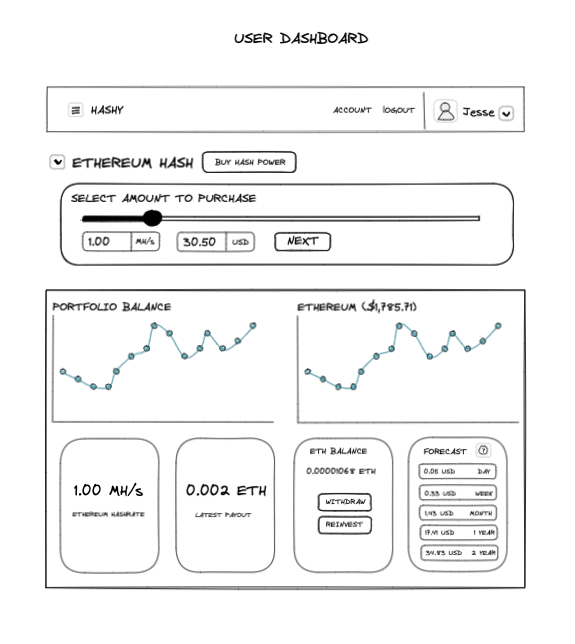 USER DASHBOARD
HASHY
ACCOUNT LOGOUT Jesse
ETHEREUM HASH BUY HASH POWER
SELECT AMOUNT TO PURCHASE
1.00 MH/s 30.50 USD NEXT
PORTFOLIO BALANCE
ETHEREUM ($1,785.71)
1.00 MH/s
ETHEREUM HASHRATE
0.002 ETH
LATEST PAYOUT
ETH BALANCE
0.00001068 ETH
WITHDRAW
REINVEST
FORECAST ?
0.05 USD DAY
0.33 USD WEEK
1.43 USD MONTH
17.41 USD 1 YEAR
34.83 USD 2 YEAR